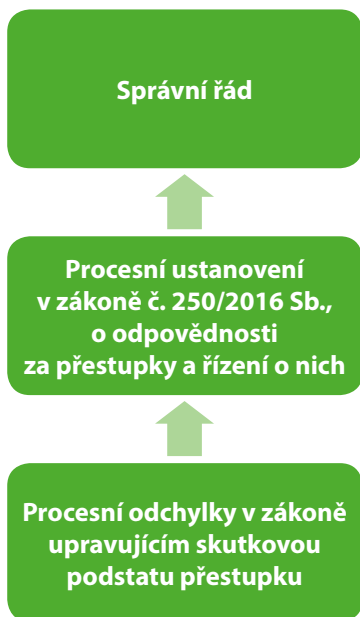 Správní řád
Procesní ustanovení
v zákoně č. 250/2016 Sb.,
o odpovědnosti
za přestupky a řízení o nich
Procesní odchylky v zákoně
upravujícím skutkovou
podstatu přestupku